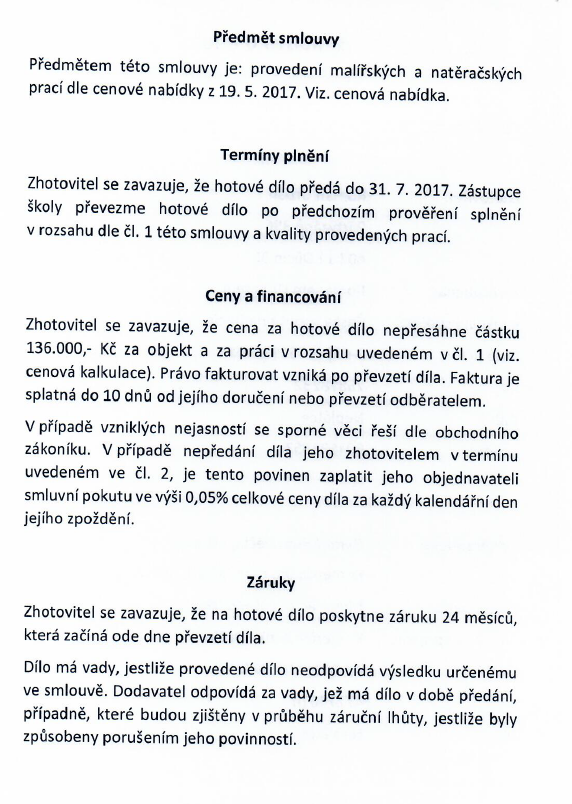 Předmět smlouvy
Předmětem této smlouvy je: provedení malířských a natěračských
prací dle cenové nabídky z 19. 5. 2017. Viz. cenová nabídka.
Termíny plnění
Zhotovitel se zavazuje, že hotové dílo předá do 31. 7. 2017. Zástupce
školy převezme hotové dílo po předchozím prověření splnění
v rozsahu dle čl. 1 této smlouvy a kvality provedených prací.
Ceny a financování
Zhotovitel se zavazuje, že cena za hotové dílo nepřesáhne částku
136.000,- Kč za objekt a za práci v rozsahu uvedeném v čl. 1 (viz.
cenová kalkulace). Právo fakturovat vzniká po převzetí díla. Faktura je
splatná do 10 dnů od jejího doručení nebo převzetí odběratelem.
V případě vzniklých nejasností se sporné věci řeší dle obchodního
zákoníku. V případě nepředání díla jeho zhotovitelem v termínu
uvedeném ve čl. 2, je tento povinen zaplatit jeho objednavateli
smluvní pokutu ve výši 0,05% celkové ceny díla za každý kalendářní den
jejího zpoždění.
Záruky
Zhotovitel se zavazuje, že na hotové dílo poskytne záruku 24 měsíců,
která začíná ode dne převzetí díla.
Dílo má vady, jestliže provedené dílo neodpovídá výsledku určenému
ve smlouvě. Dodavatel odpovídá za vady, jež má dílo v době předání,
případně, které budou zjištěny v průběhu záruční lhůty, jestliže byly
způsobeny porušením jeho povinností.